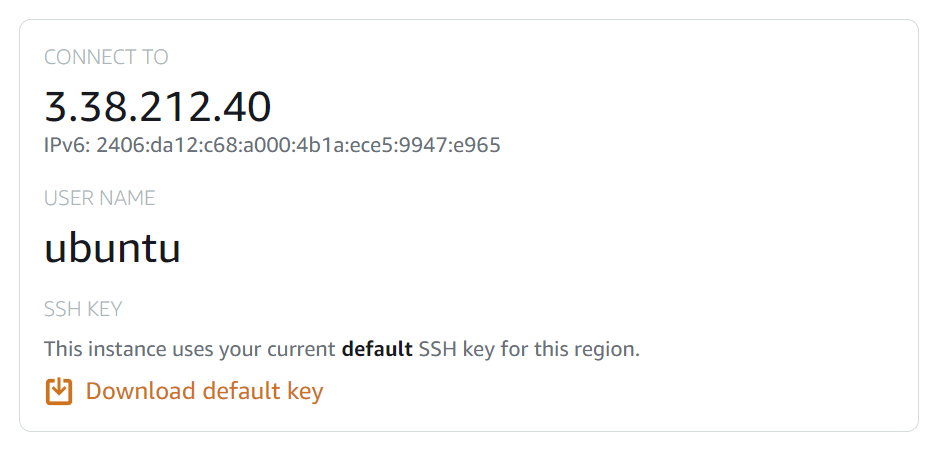 CONNECT TO
3.38.212.40
IPv6: 2406:da12:c68:a000:4b1a:ece5:9947:e965
USER NAME
ubuntu
SSH KEY
This instance uses your current default SSH key for this region.
Download default key